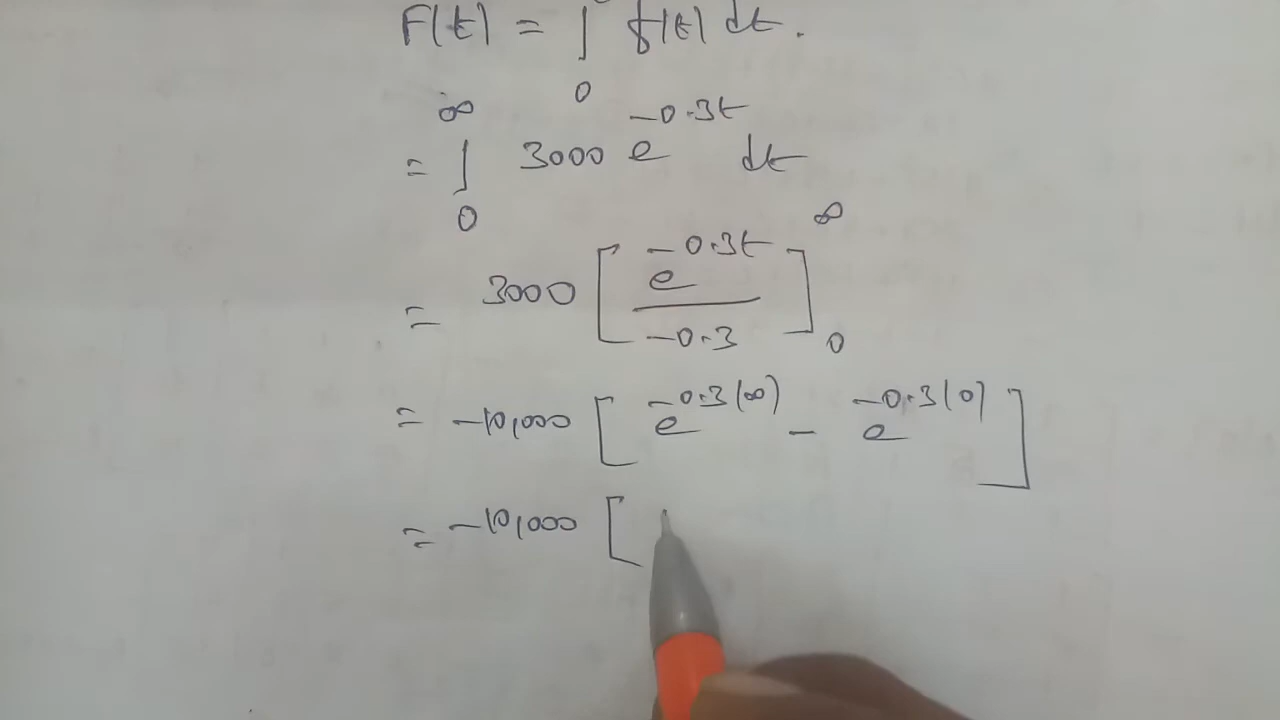 F(t) = ∫₀ f(t) dt.
= ∫₀^∞ 3000 e^{-0.3t} dt
= 3000 [ e^{-0.3t} / -0.3 ]₀^∞
= -10,000 [ e^{-0.3(∞)} - e^{-0.3(0)} ]
= -10,000 [